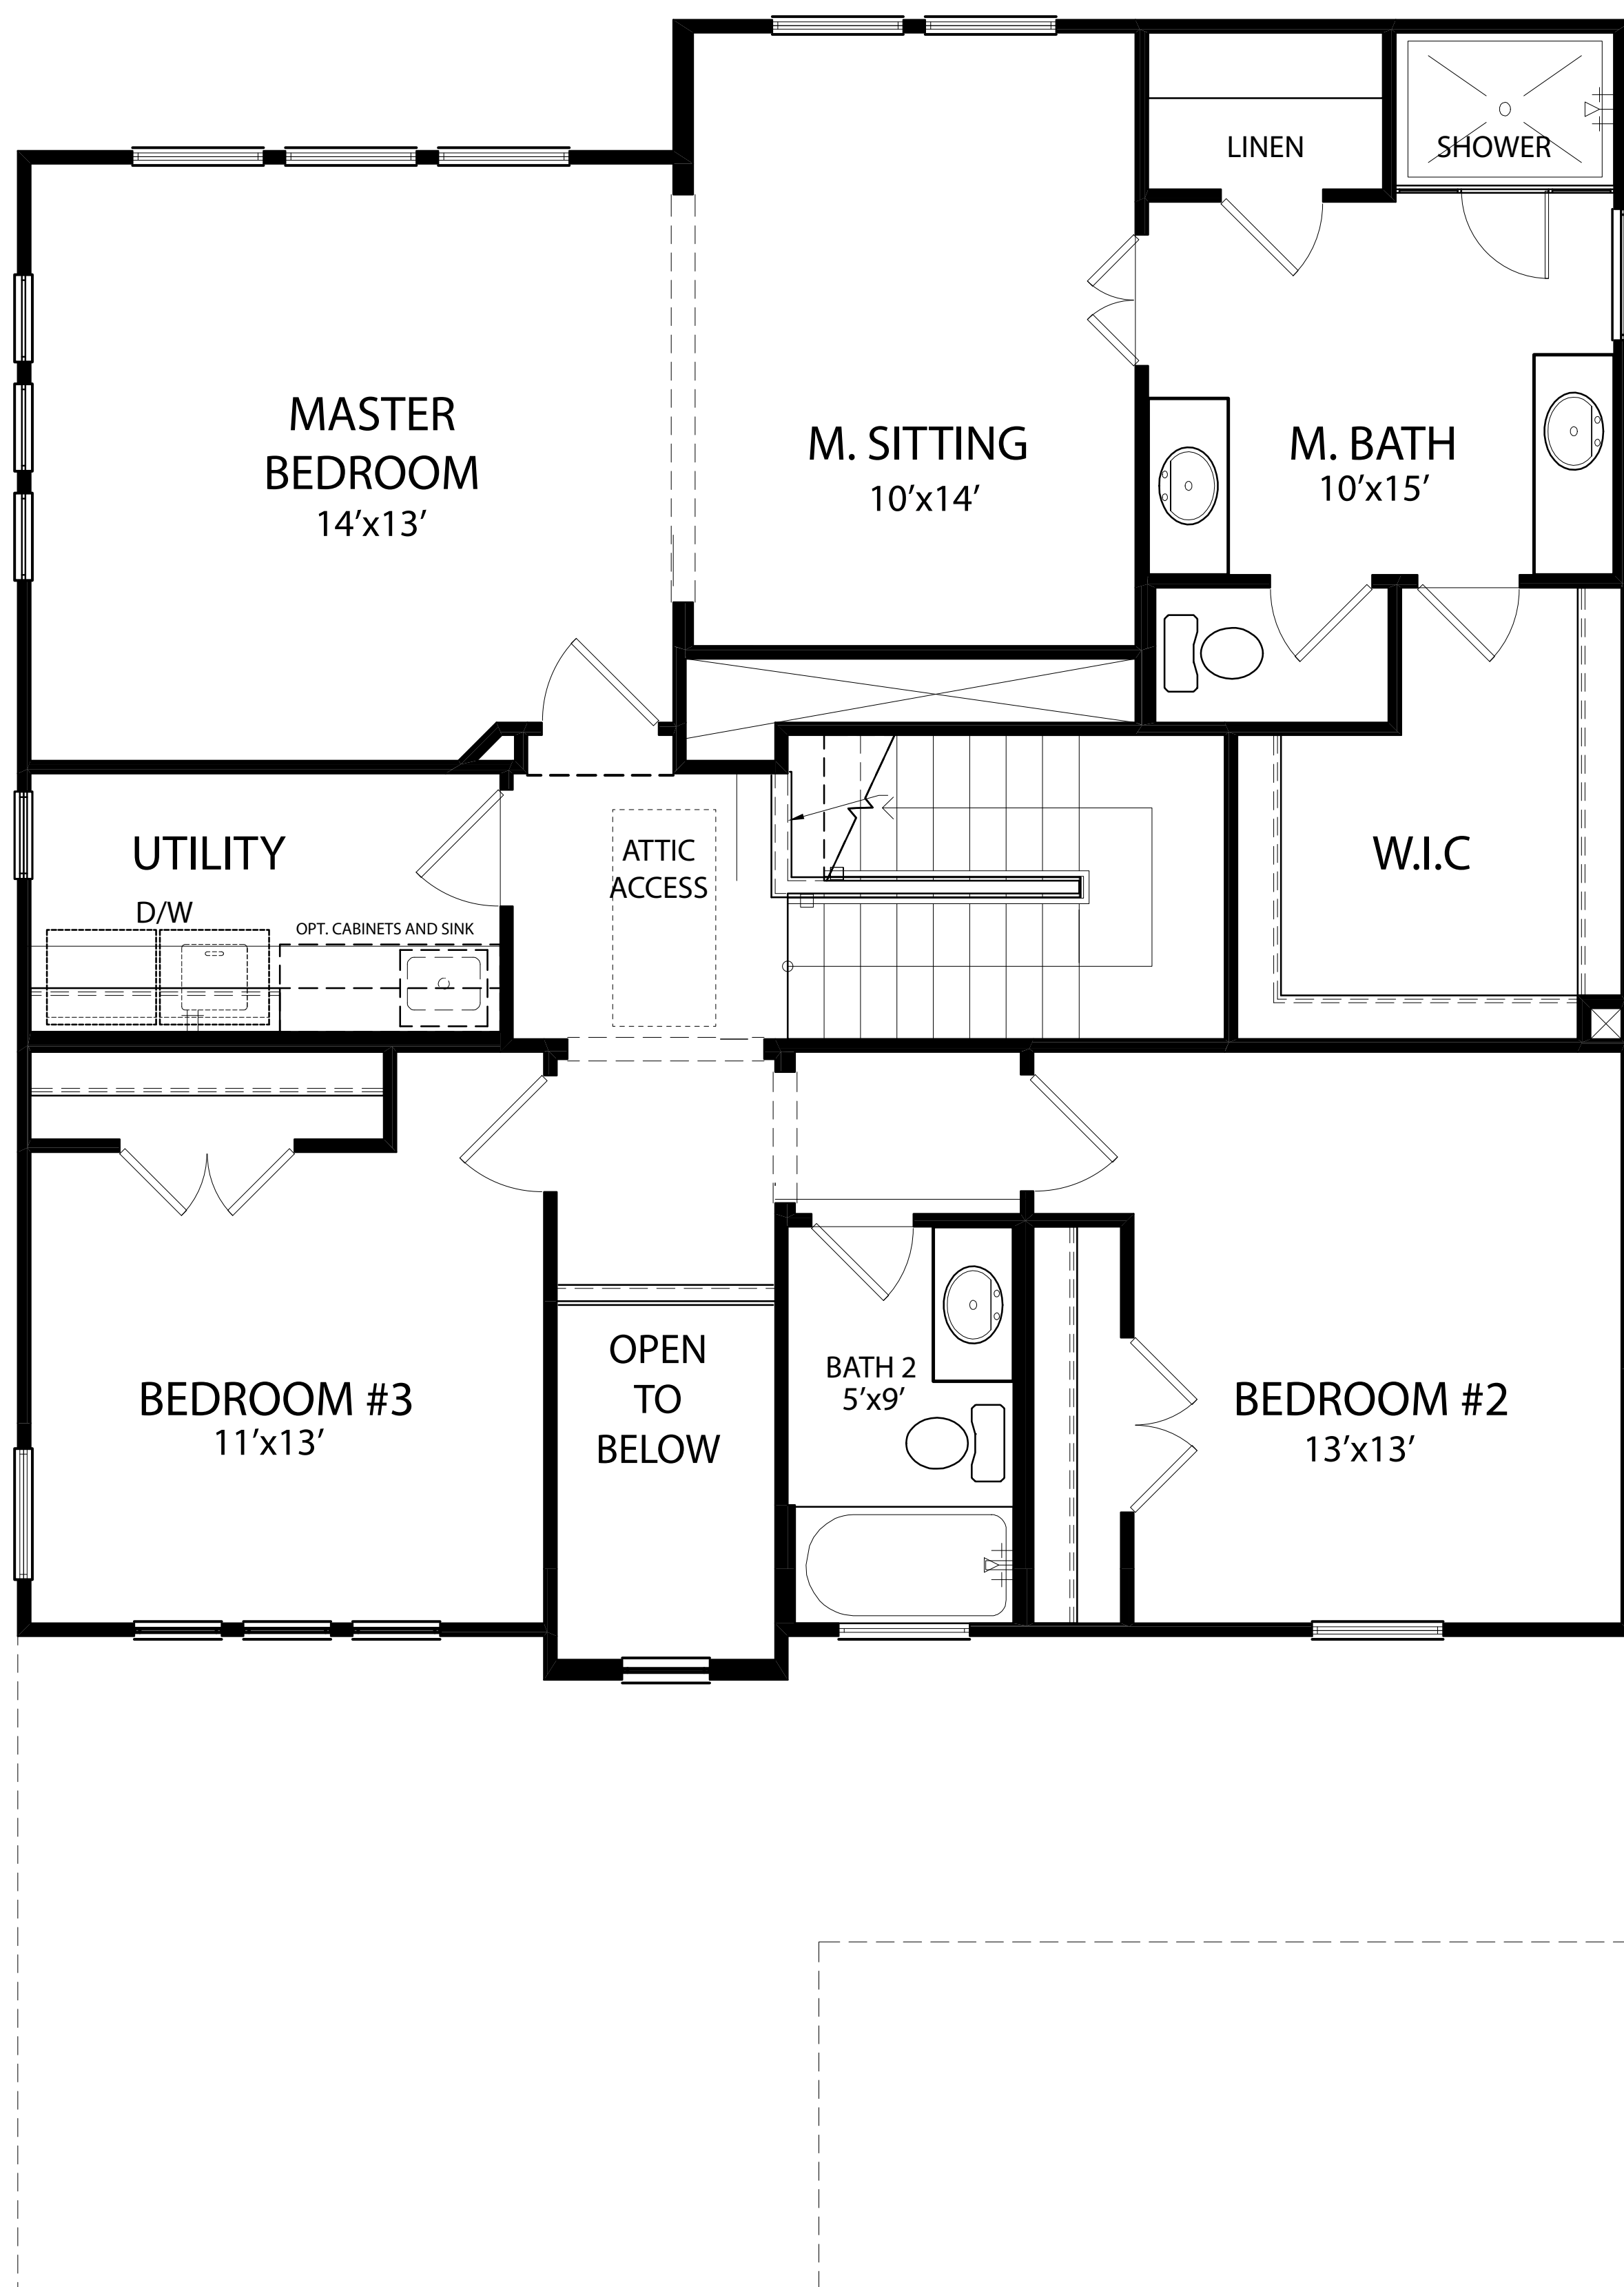 LINEN
SHOWER
MASTER
BEDROOM
14’x13’
M. SITTING
10’x14’
M. BATH
10’x15’
UTILITY
D/W
OPT. CABINETS AND SINK
ATTIC
ACCESS
W.I.C
OPEN
TO
BELOW
BEDROOM #3
11’x13’
BATH 2
5’x9’
BEDROOM #2
13’x13’